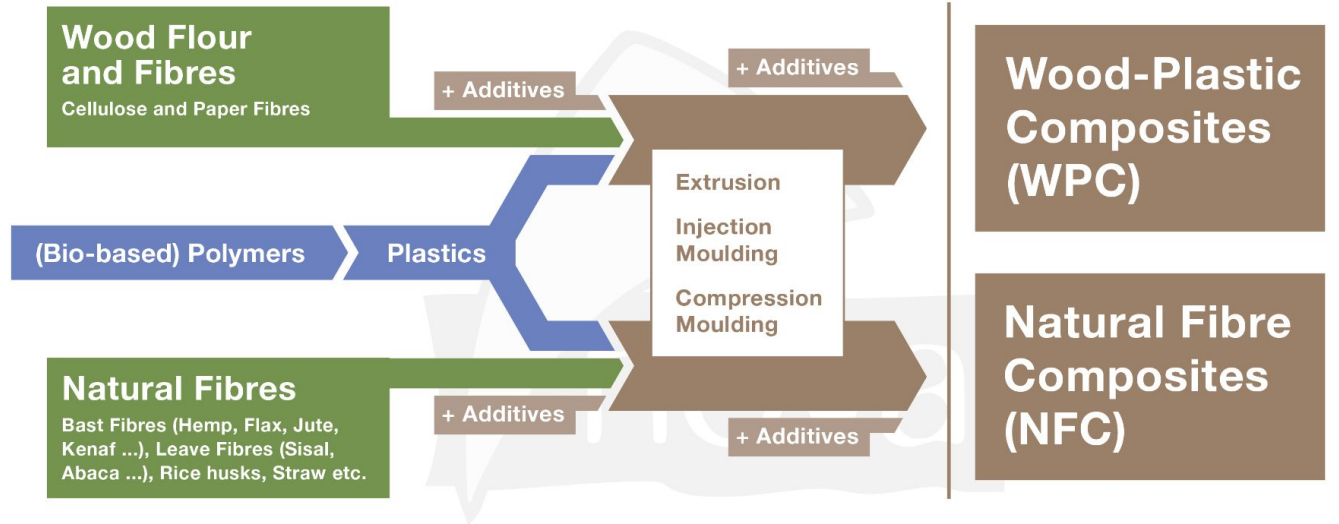 Wood Flour
and Fibres
Cellulose and Paper Fibres
+ Additives
+ Additives
(Bio-based) Polymers
Plastics
Extrusion
Injection
Moulding
Compression
Moulding
Natural Fibres
Bast Fibres (Hemp, Flax, Jute,
Kenaf ...), Leave Fibres (Sisal,
Abaca ...), Rice husks, Straw etc.
+ Additives
+ Additives
Wood-Plastic
Composites
(WPC)
Natural Fibre
Composites
(NFC)